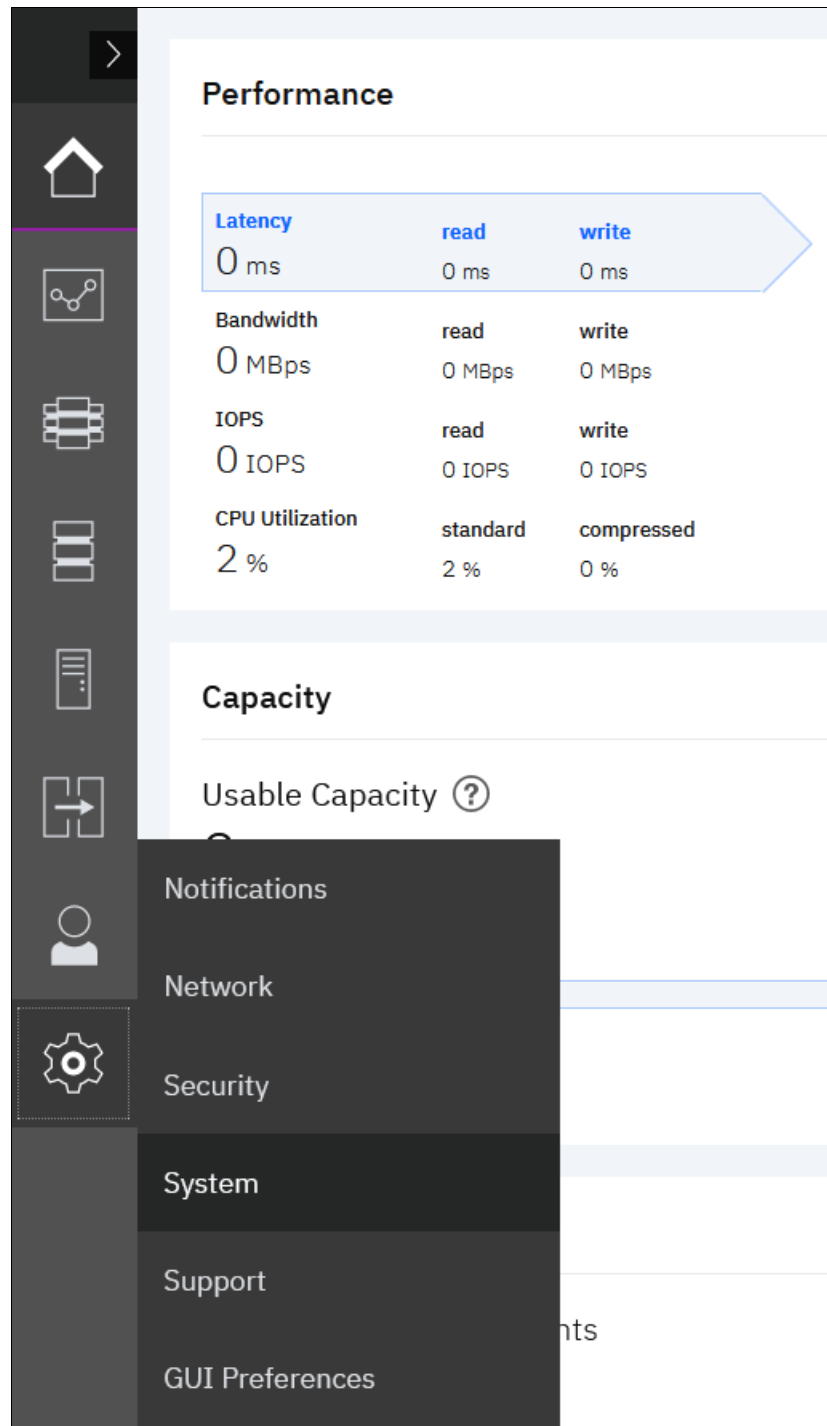 Performance
Latency read write
0 ms 0 ms 0 ms
Bandwidth read write
0 MBps 0 MBps 0 MBps
IOPS read write
0 IOPS 0 IOPS 0 IOPS
CPU Utilization standard compressed
2 % 2 % 0 %
Capacity
Usable Capacity ?
Notifications
Network
Security
System
Support
nts
GUI Preferences